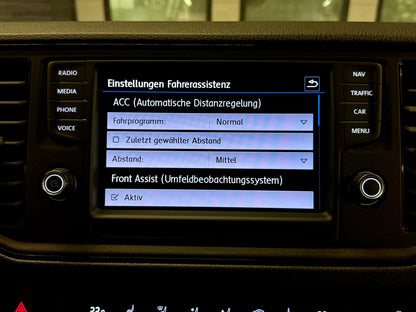 RADIO
MEDIA
PHONE
VOICE
Einstellungen Fahrerassistenz
ACC (Automatische Distanzregelung)
Fahrprogramm: Normal
Zuletzt gewählter Abstand
Abstand: Mittel
Front Assist (Umfeldbeobachtungssystem)
Aktiv
NAV
TRAFFIC
CAR
MENU